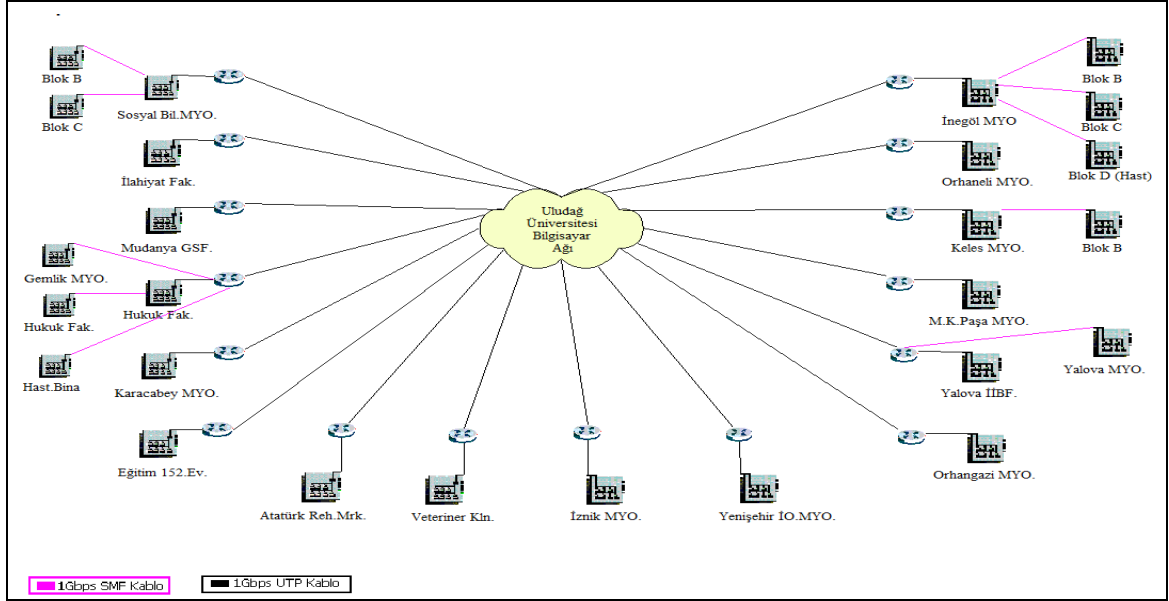 Blok B
Blok C
Sosyal Bil.MYO.
İlahiyat Fak.
Mudanya GSF.
Gemlik MYO.
Hukuk Fak.
Hukuk Fak.
Hast.Bina
Karacabey MYO.
Eğitim 152.Ev.
Atatürk Reh.Mrk.
Veteriner Kln.
İznik MYO.
Yenişehir İO.MYO.
Uludağ
Üniversitesi
Bilgisayar
Ağı
Blok B
İnegöl MYO
Blok C
Blok D (Hast)
Orhaneli MYO.
Keles MYO.
Blok B
M.K.Paşa MYO.
Yalova MYO.
Yalova İİBF.
Orhangazi MYO.
1Gbps SMF Kablo
1Gbps UTP Kablo